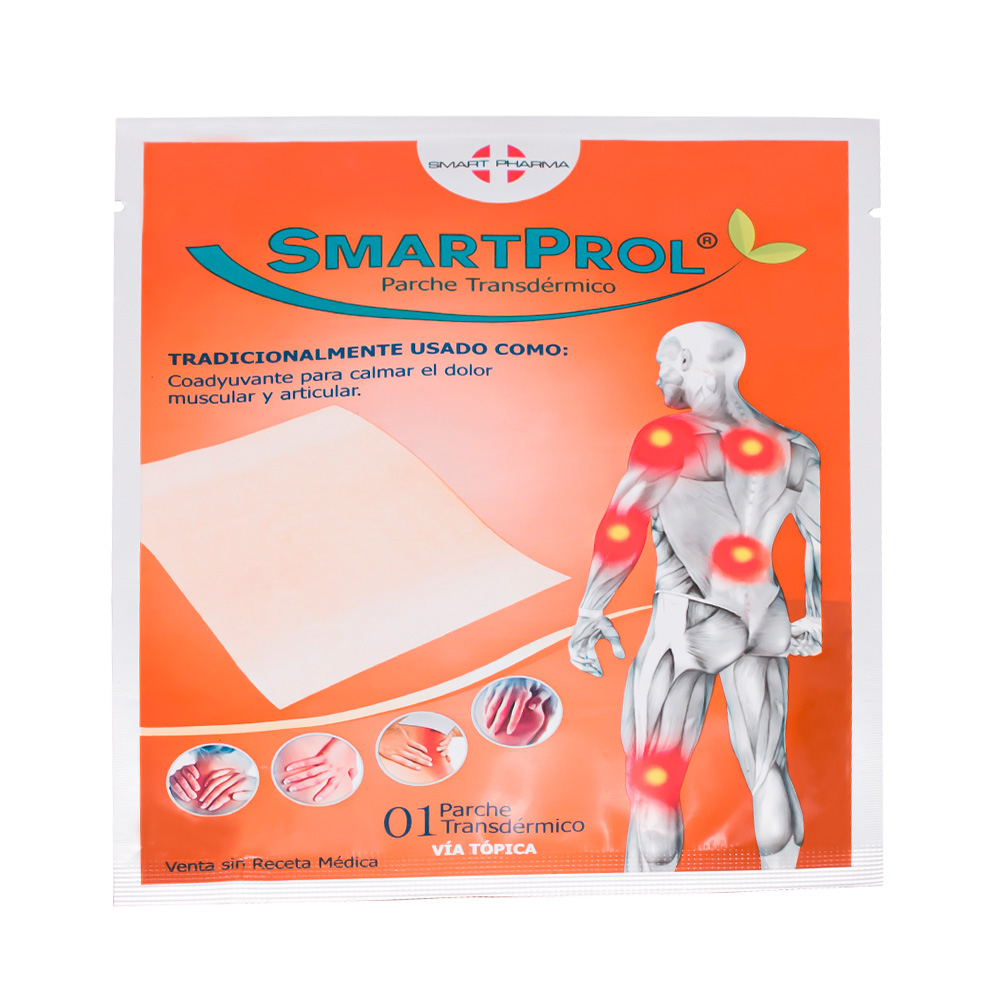 SMART PHARMA
SMARTPROL®
Parche Transdérmico
TRADICIONALMENTE USADO COMO:
Coadyuvante para calmar el dolor
muscular y articular.
01 Parche
Transdérmico
VÍA TÓPICA
Venta sin Receta Médica